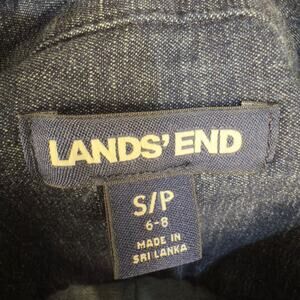 LANDS' END
S/P
6-8
MADE IN
SRI LANKA